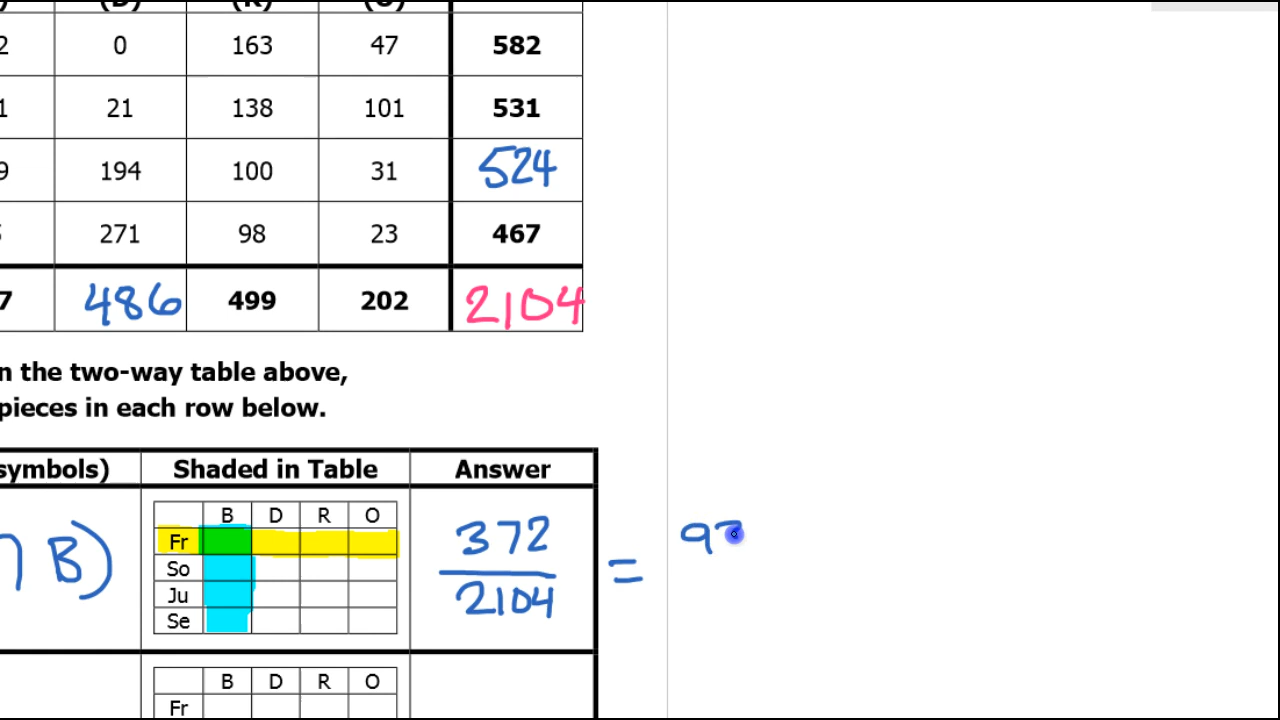 (D) (R) (O)
2 0 163 47 582
1 21 138 101 531
9 194 100 31 524
271 98 23 467
7 486 499 202 2104
n the two-way table above,
pieces in each row below.
symbols) Shaded in Table Answer
B D R O
Fr
So
Ju
Se
∩ B)
372
2104
= 93
B D R O
Fr